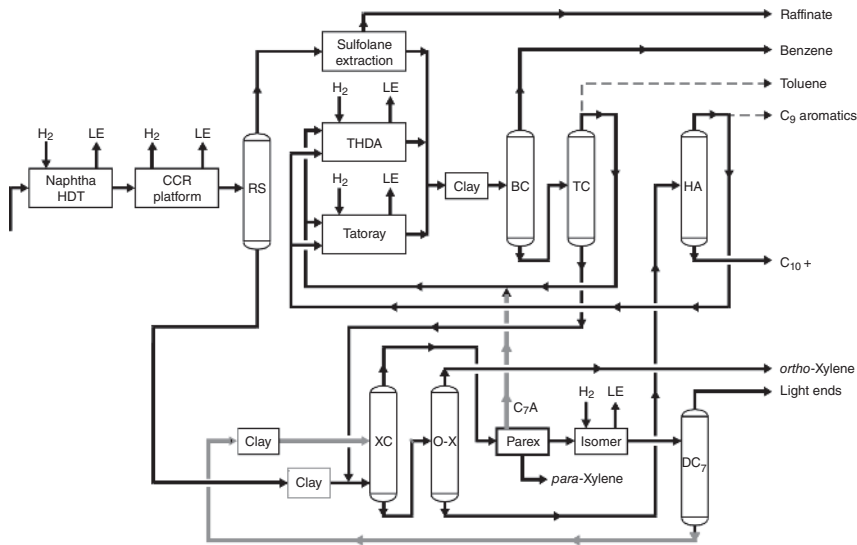 Raffinate
Sulfolane
extraction
Benzene
Toluene
H2
LE
C9 aromatics
H2
LE
H2
LE
THDA
Naphtha
HDT
CCR
platform
RS
H2
LE
Clay
BC
TC
HA
Tatoray
C10 +
ortho-Xylene
Light ends
H2
LE
C7A
Clay
XC
O-X
Parex
Isomer
DC7
Clay
para-Xylene